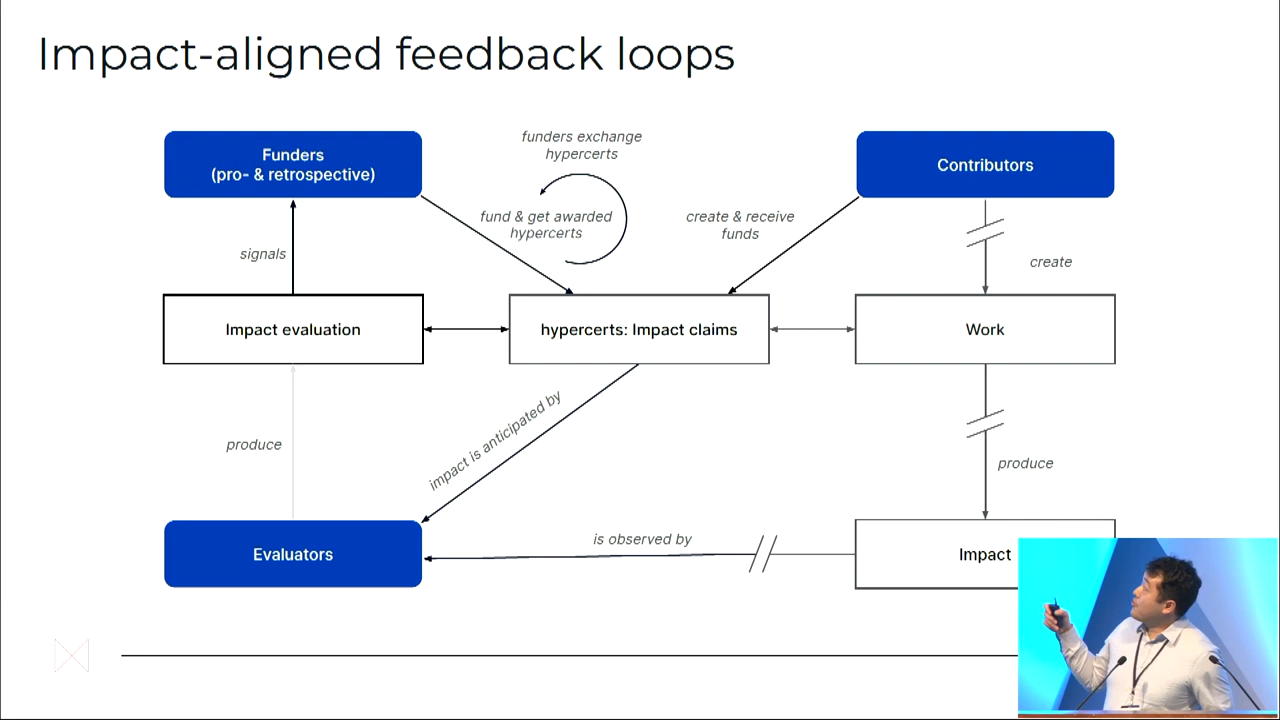 Impact-aligned feedback loops
Funders
(pro- & retrospective)
funders exchange
hypercerts
Contributors
fund & get awarded
hypercerts
create & receive
funds
signals
create
Impact evaluation
hypercerts: Impact claims
Work
produce
impact is anticipated by
produce
Evaluators
is observed by
Impact